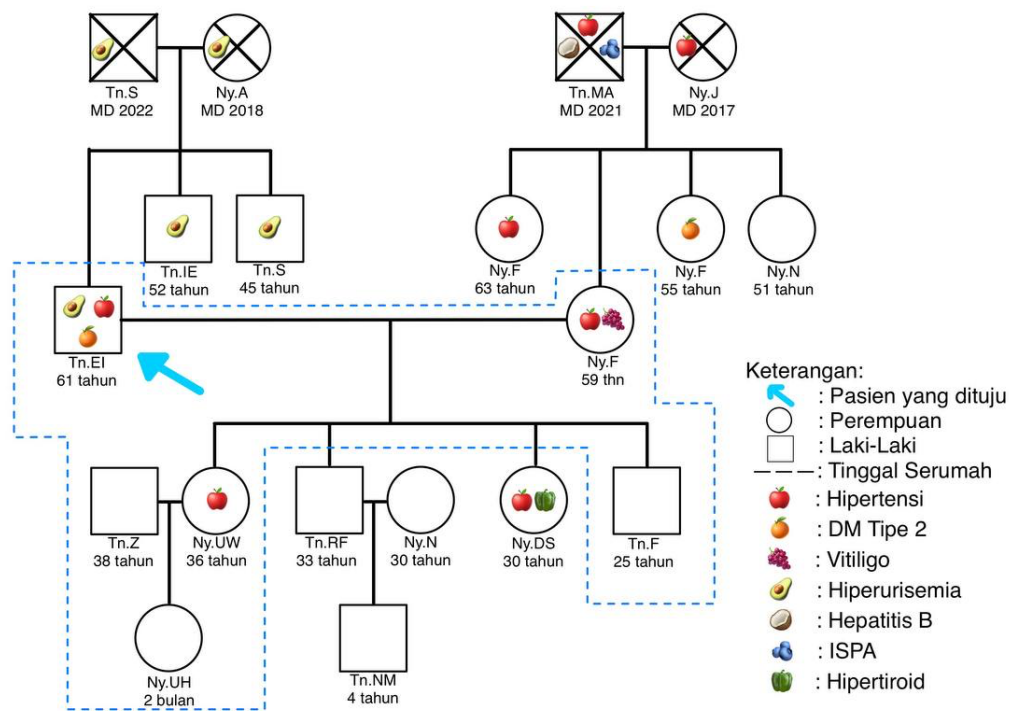 Tn.S
MD 2022
Ny.A
MD 2018
Tn.MA
MD 2021
Ny.J
MD 2017
Tn.IE
52 tahun
Tn.S
45 tahun
Ny.F
63 tahun
Ny.F
55 tahun
Ny.N
51 tahun
Tn.EI
61 tahun
Ny.F
59 thn
Tn.Z
38 tahun
Ny.UW
36 tahun
Tn.RF
33 tahun
Ny.N
30 tahun
Ny.DS
30 tahun
Tn.F
25 tahun
Ny.UH
2 bulan
Tn.NM
4 tahun
Keterangan:
: Pasien yang dituju
: Perempuan
: Laki-Laki
: Tinggal Serumah
: Hipertensi
: DM Tipe 2
: Vitiligo
: Hiperurisemia
: Hepatitis B
: ISPA
: Hipertiroid